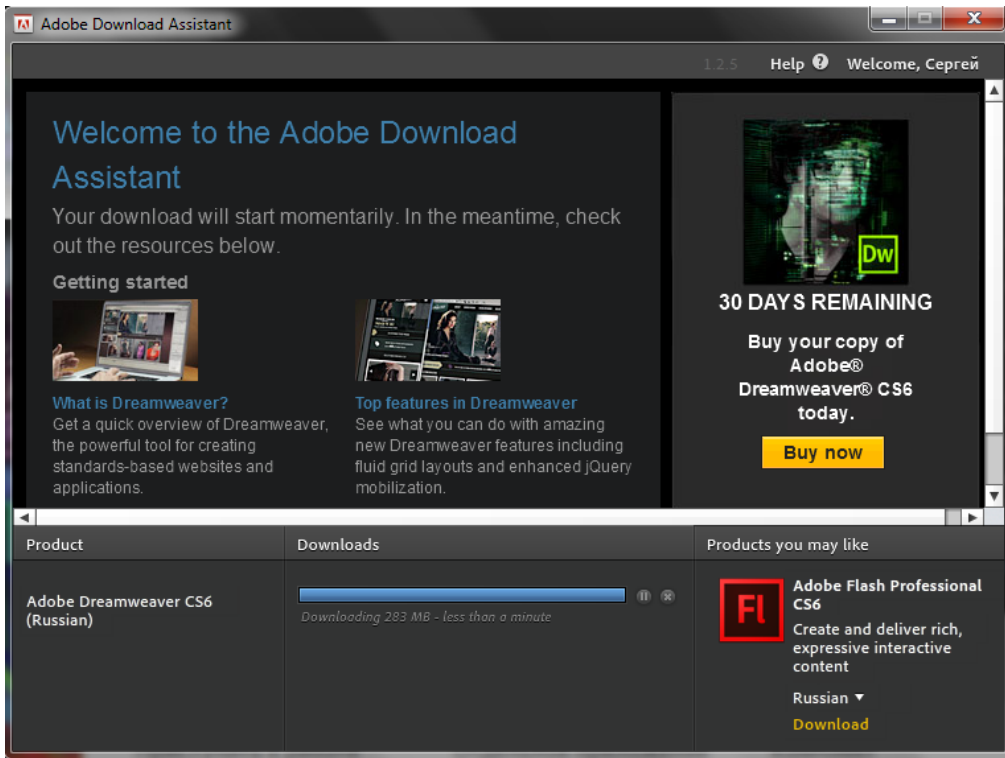 Adobe Download Assistant
1.2.5 Help ? Welcome, Сергей
Welcome to the Adobe Download
Assistant
Your download will start momentarily. In the meantime, check
out the resources below.
Getting started
What is Dreamweaver?
Get a quick overview of Dreamweaver,
the powerful tool for creating
standards-based websites and
applications.
Top features in Dreamweaver
See what you can do with amazing
new Dreamweaver features including
fluid grid layouts and enhanced jQuery
mobilization.
Dw
30 DAYS REMAINING
Buy your copy of
Adobe®
Dreamweaver® CS6
today.
Buy now
Product
Downloads
Products you may like
Adobe Dreamweaver CS6
(Russian)
Downloading 283 MB - less than a minute
Fl
Adobe Flash Professional
CS6
Create and deliver rich,
expressive interactive
content
Russian
Download